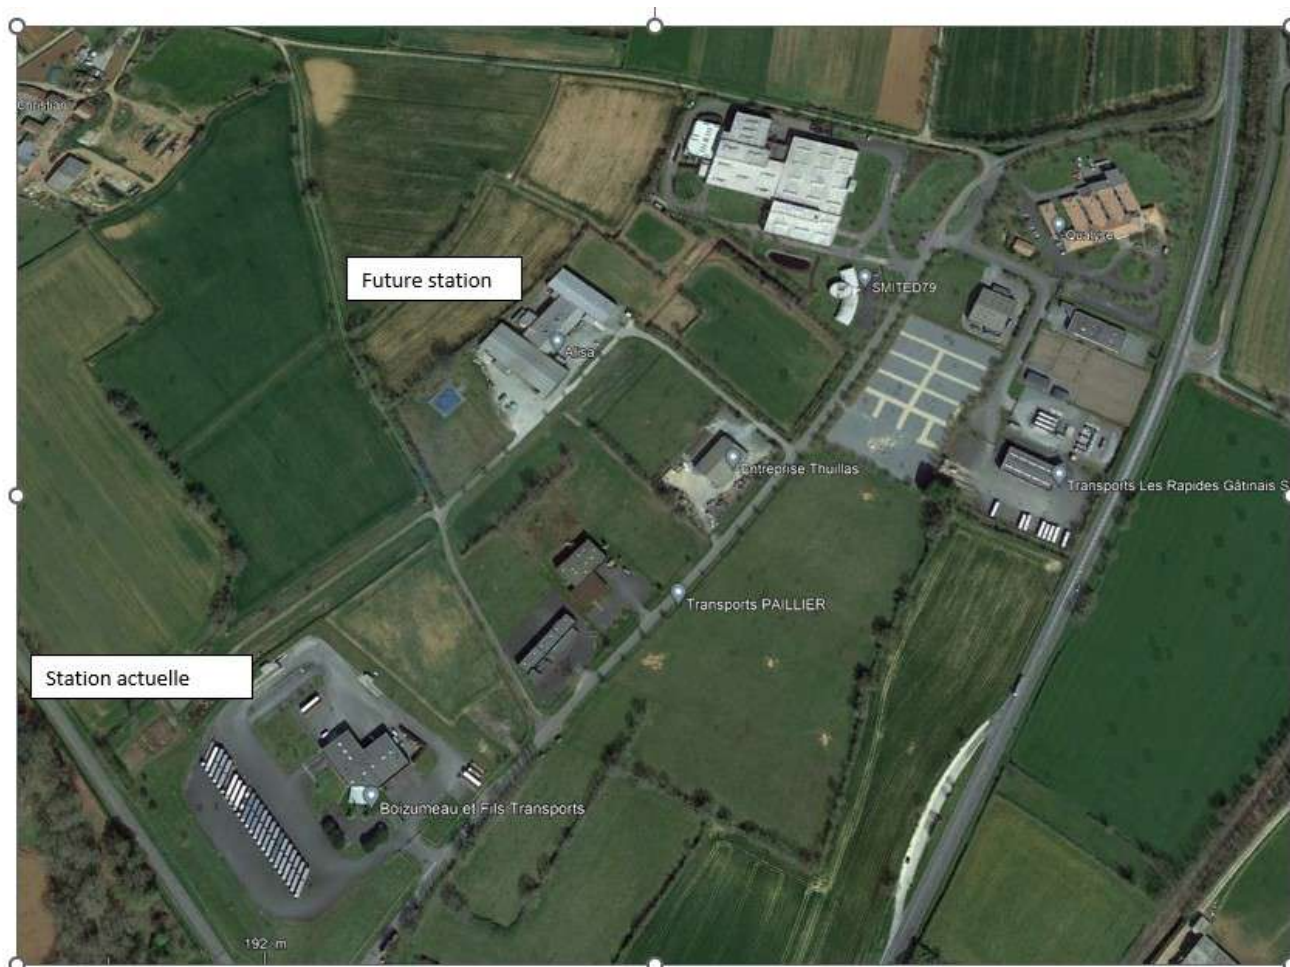 Christian
Qualyse
SMITED79
Future station
Alisa
Entreprise Thuillas
Transports Les Rapides Gâtinais S
Transports PAILLIER
Station actuelle
Boizumeau et Fils Transports
192 m